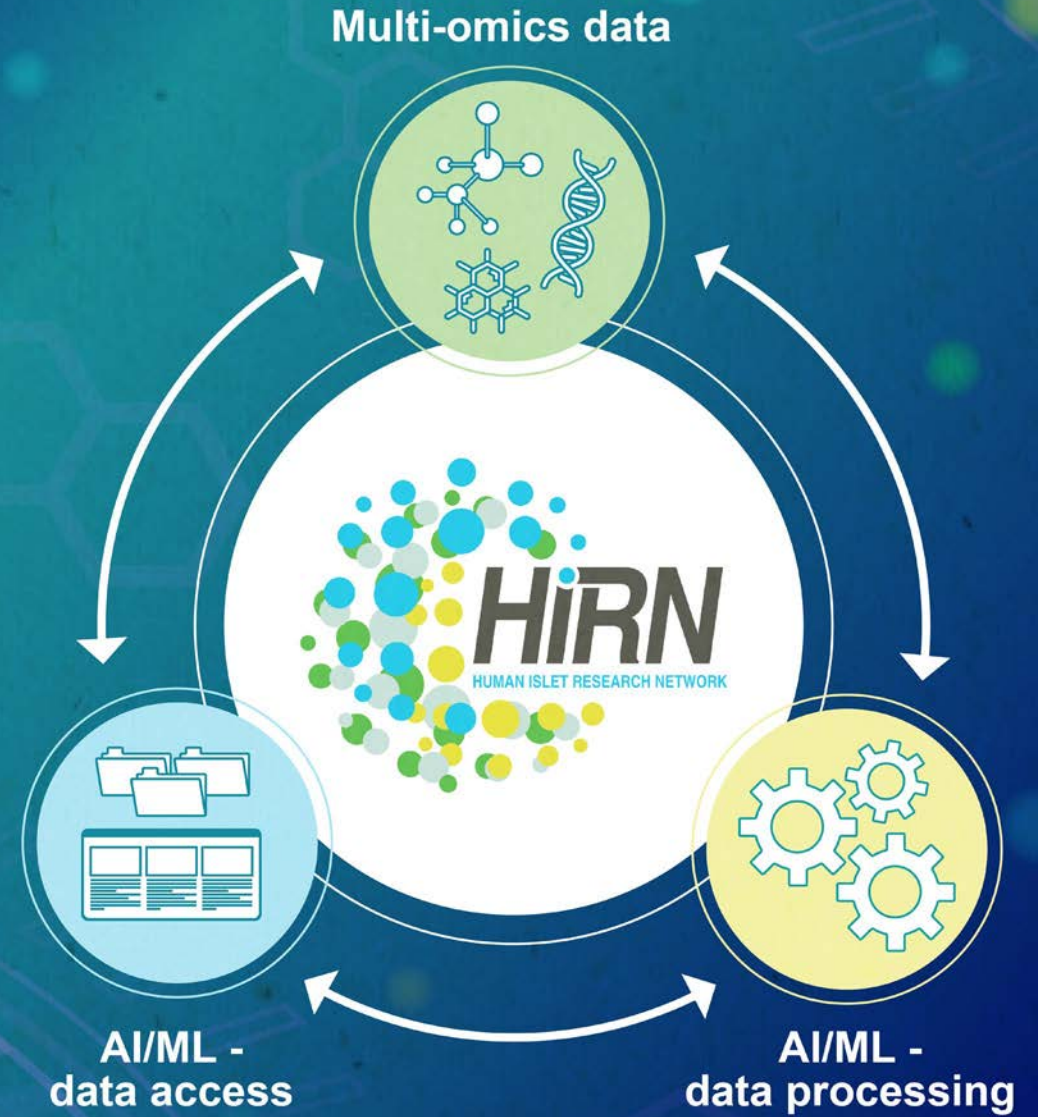 Multi-omics data
HiRN
HUMAN ISLET RESEARCH NETWORK
AI/ML -
data access
AI/ML -
data processing